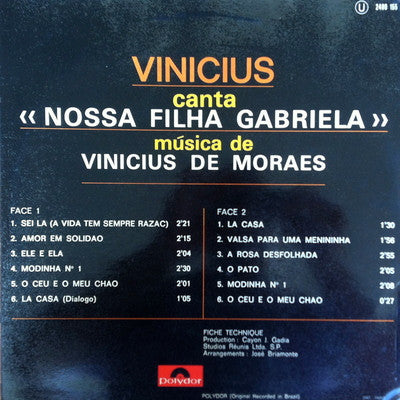 U 2480 155
VINICIUS
canta
« NOSSA FILHA GABRIELA »
música de
VINICIUS DE MORAES
FACE 1
1. SEI LA (A VIDA TEM SEMPRE RAZAC) 2'21
2. AMOR EM SOLIDAO 2'15
3. ELE E ELA 2'04
4. MODINHA N° 1 2'30
5. O CEU E O MEU CHAO 2'01
6. LA CASA (Dialogo) 1'05
FACE 2
1. LA CASA 1'30
2. VALSA PARA UMA MENININHA 1'56
3. A ROSA DESFOLHADA 2'55
4. O PATO 2'05
5. MODINHA N° 1 2'08
6. O CEU E O MEU CHAO 0'27
FICHE TECHNIQUE
Production : Cayon J. Gadia
Studios Réunis Ltda. S.P.
Arrangements : José Briamonte
polydor
POLYDOR (Original Recorded in Brazil)